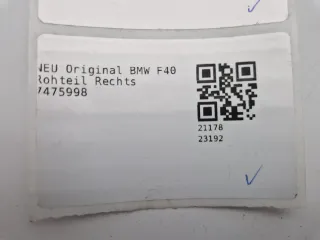 NEU Original BMW F40
Rohteil Rechts
7475998
21178
23192